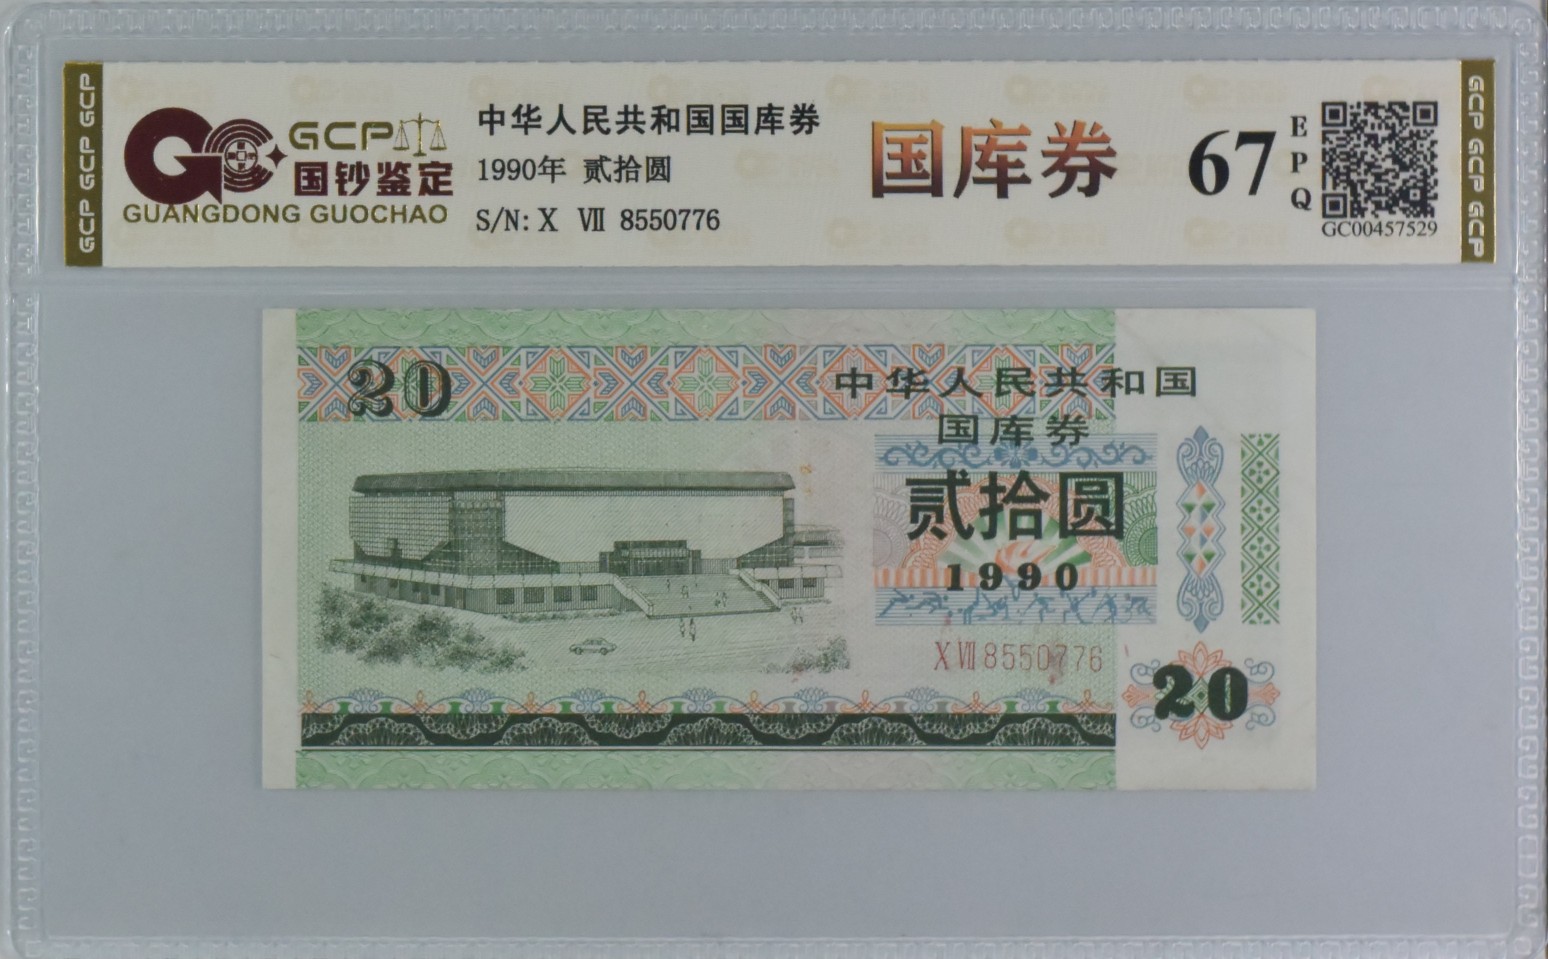 GCP GCP GCP
GCP
国钞鉴定
GUANGDONG GUOCHAO
中华人民共和国国库券
1990年 贰拾圆
S/N: X Ⅶ 8550776
国库券
67
EPQ
GC00457529
GCP GCP GCP
20
中华人民共和国
国库券
贰拾圆
1990
X Ⅶ 8550776
20